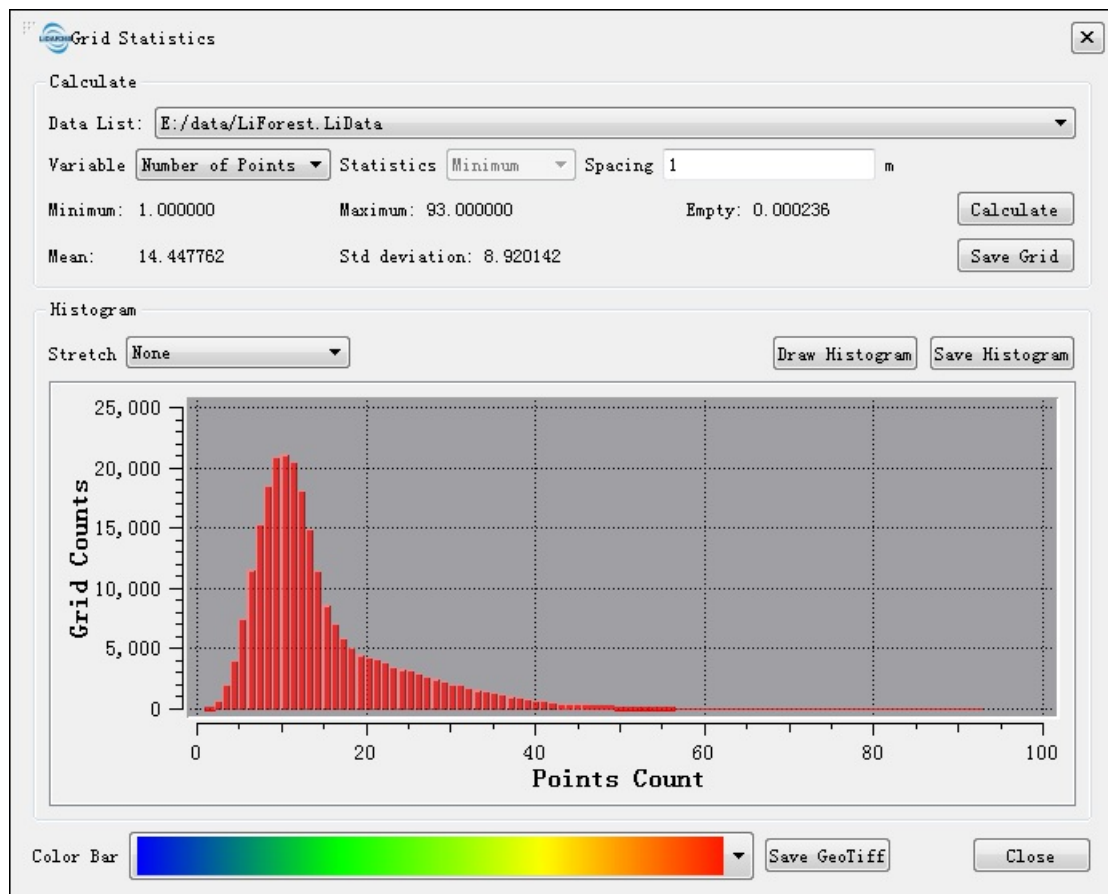 Grid Statistics
Calculate
Data List: E:/data/LiForest.LiData
Variable Number of Points Statistics Minimum Spacing 1 m
Minimum: 1.000000 Maximum: 93.000000 Empty: 0.000236 Calculate
Mean: 14.447762 Std deviation: 8.920142 Save Grid
Histogram
Stretch None Draw Histogram Save Histogram
25,000
20,000
15,000
10,000
5,000
0
Grid Counts
0 20 40 60 80 100
Points Count
Color Bar Save GeoTiff Close